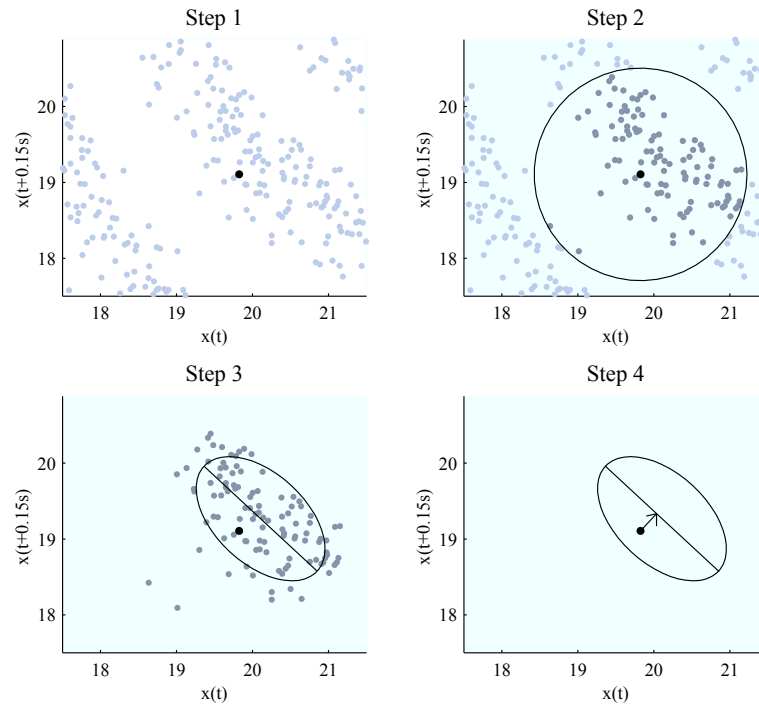 Step 1
20
19
18
x(t+0.15s)
18 19 20 21
x(t)
Step 2
20
19
18
x(t+0.15s)
18 19 20 21
x(t)
Step 3
20
19
18
x(t+0.15s)
18 19 20 21
x(t)
Step 4
20
19
18
x(t+0.15s)
18 19 20 21
x(t)